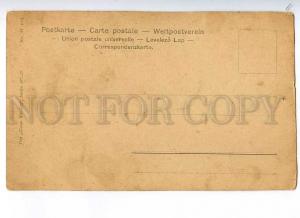 Postkarte — Carte postale — Weltpostverein
— Union postale universelle — Levelező Lap —
Correspondenzkarte.
NOT FOR COPY